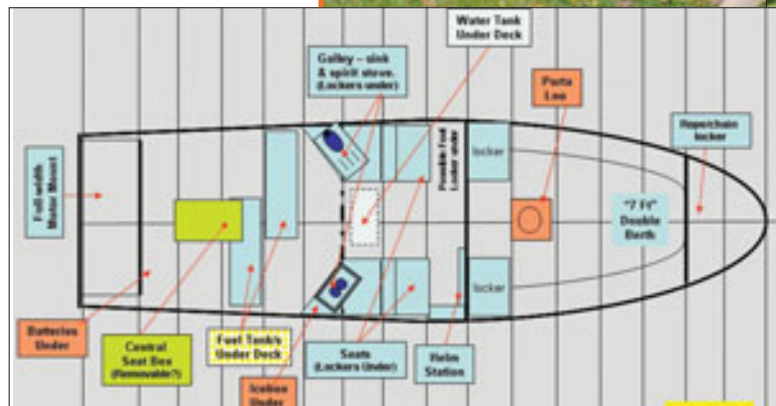 Water Tank
Under Deck
Galley – sink
& spirit stove.
(Lockers under)
Porta
Loo
Rope/chain
locker
Full width
Motor Mount
locker
Possible Fuel
Locker under
"7 Ft"
Double
Berth
locker
Batteries
Under
Central
Seat Box
(Removable?)
Fuel Tank/s
Under Deck
Seats
(Lockers Under)
Helm
Station
Icebox
Under